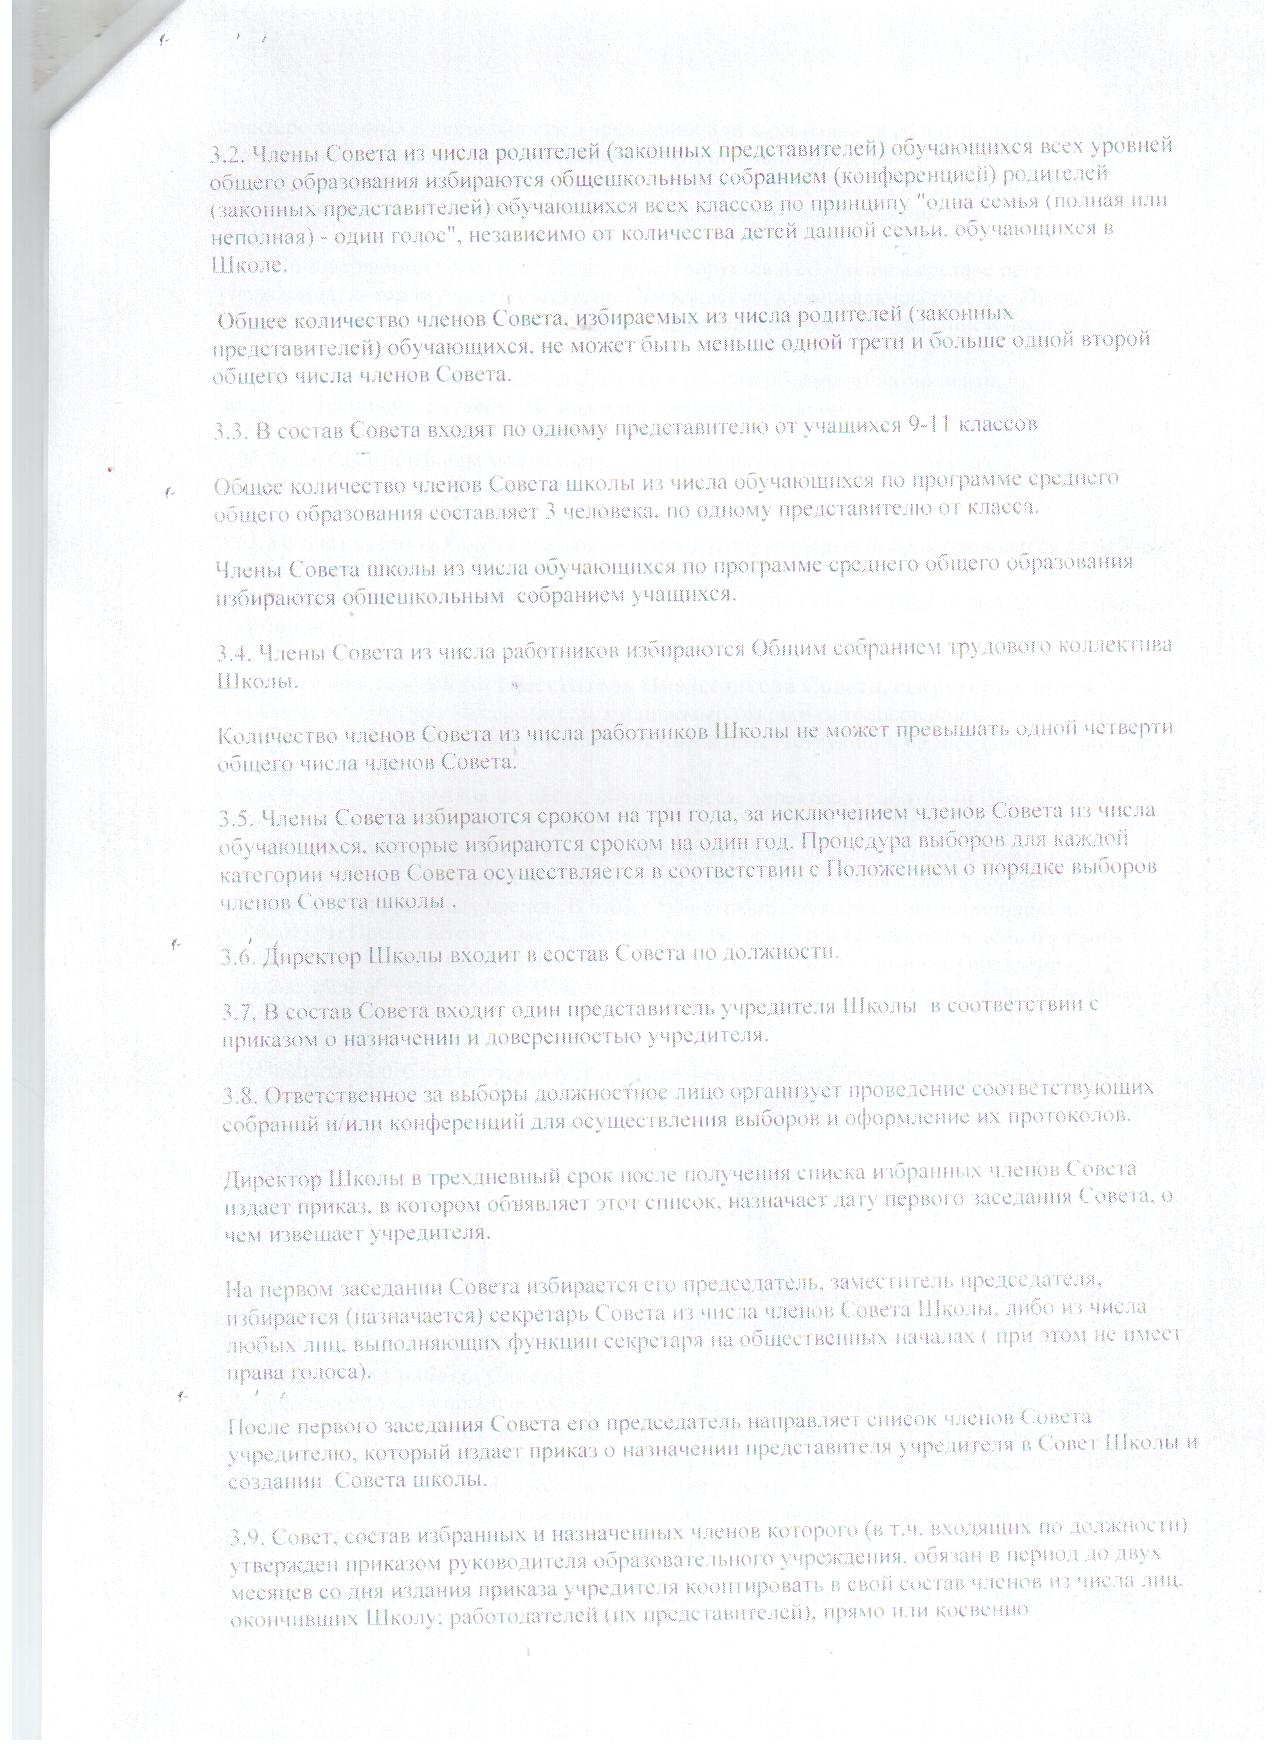 3.2. Члены Совета из числа родителей (законных представителей) обучающихся всех уровней
общего образования избираются общешкольным собранием (конференцией) родителей
(законных представителей) обучающихся всех классов по принципу "одна семья (полная или
неполная) - один голос", независимо от количества детей данной семьи, обучающихся в
Школе.
Общее количество членов Совета, избираемых из числа родителей (законных
представителей) обучающихся, не может быть меньше одной трети и больше одной второй
общего числа членов Совета.
3.3. В состав Совета входят по одному представителю от учащихся 9-11 классов
Общее количество членов Совета школы из числа обучающихся по программе среднего
общего образования составляет 3 человека, по одному представителю от класса.
Члены Совета школы из числа обучающихся по программе среднего общего образования
избираются общешкольным собранием учащихся.
3.4. Члены Совета из числа работников избираются Общим собранием трудового коллектива
Школы.
Количество членов Совета из числа работников Школы не может превышать одной четверти
общего числа членов Совета.
3.5. Члены Совета избираются сроком на три года, за исключением членов Совета из числа
обучающихся, которые избираются сроком на один год. Процедура выборов для каждой
категории членов Совета осуществляется в соответствии с Положением о порядке выборов
членов Совета школы .
3.6. Директор Школы входит в состав Совета по должности.
3.7. В состав Совета входит один представитель учредителя Школы в соответствии с
приказом о назначении и доверенностью учредителя.
3.8. Ответственное за выборы должностное лицо организует проведение соответствующих
собраний и/или конференций для осуществления выборов и оформление их протоколов.
Директор Школы в трехдневный срок после получения списка избранных членов Совета
издает приказ, в котором объявляет этот список, назначает дату первого заседания Совета, о
чем извещает учредителя.
На первом заседании Совета избирается его председатель, заместитель председателя,
избирается (назначается) секретарь Совета из числа членов Совета Школы, либо из числа
любых лиц, выполняющих функции секретаря на общественных началах ( при этом не имеет
права голоса).
После первого заседания Совета его председатель направляет список членов Совета
учредителю, который издает приказ о назначении представителя учредителя в Совет Школы и
создании Совета школы.
3.9. Совет, состав избранных и назначенных членов которого (в т.ч. входящих по должности)
утвержден приказом руководителя образовательного учреждения, обязан в период до двух
месяцев со дня издания приказа учредителя кооптировать в свой состав членов из числа лиц,
окончивших Школу; работодателей (их представителей), прямо или косвенно